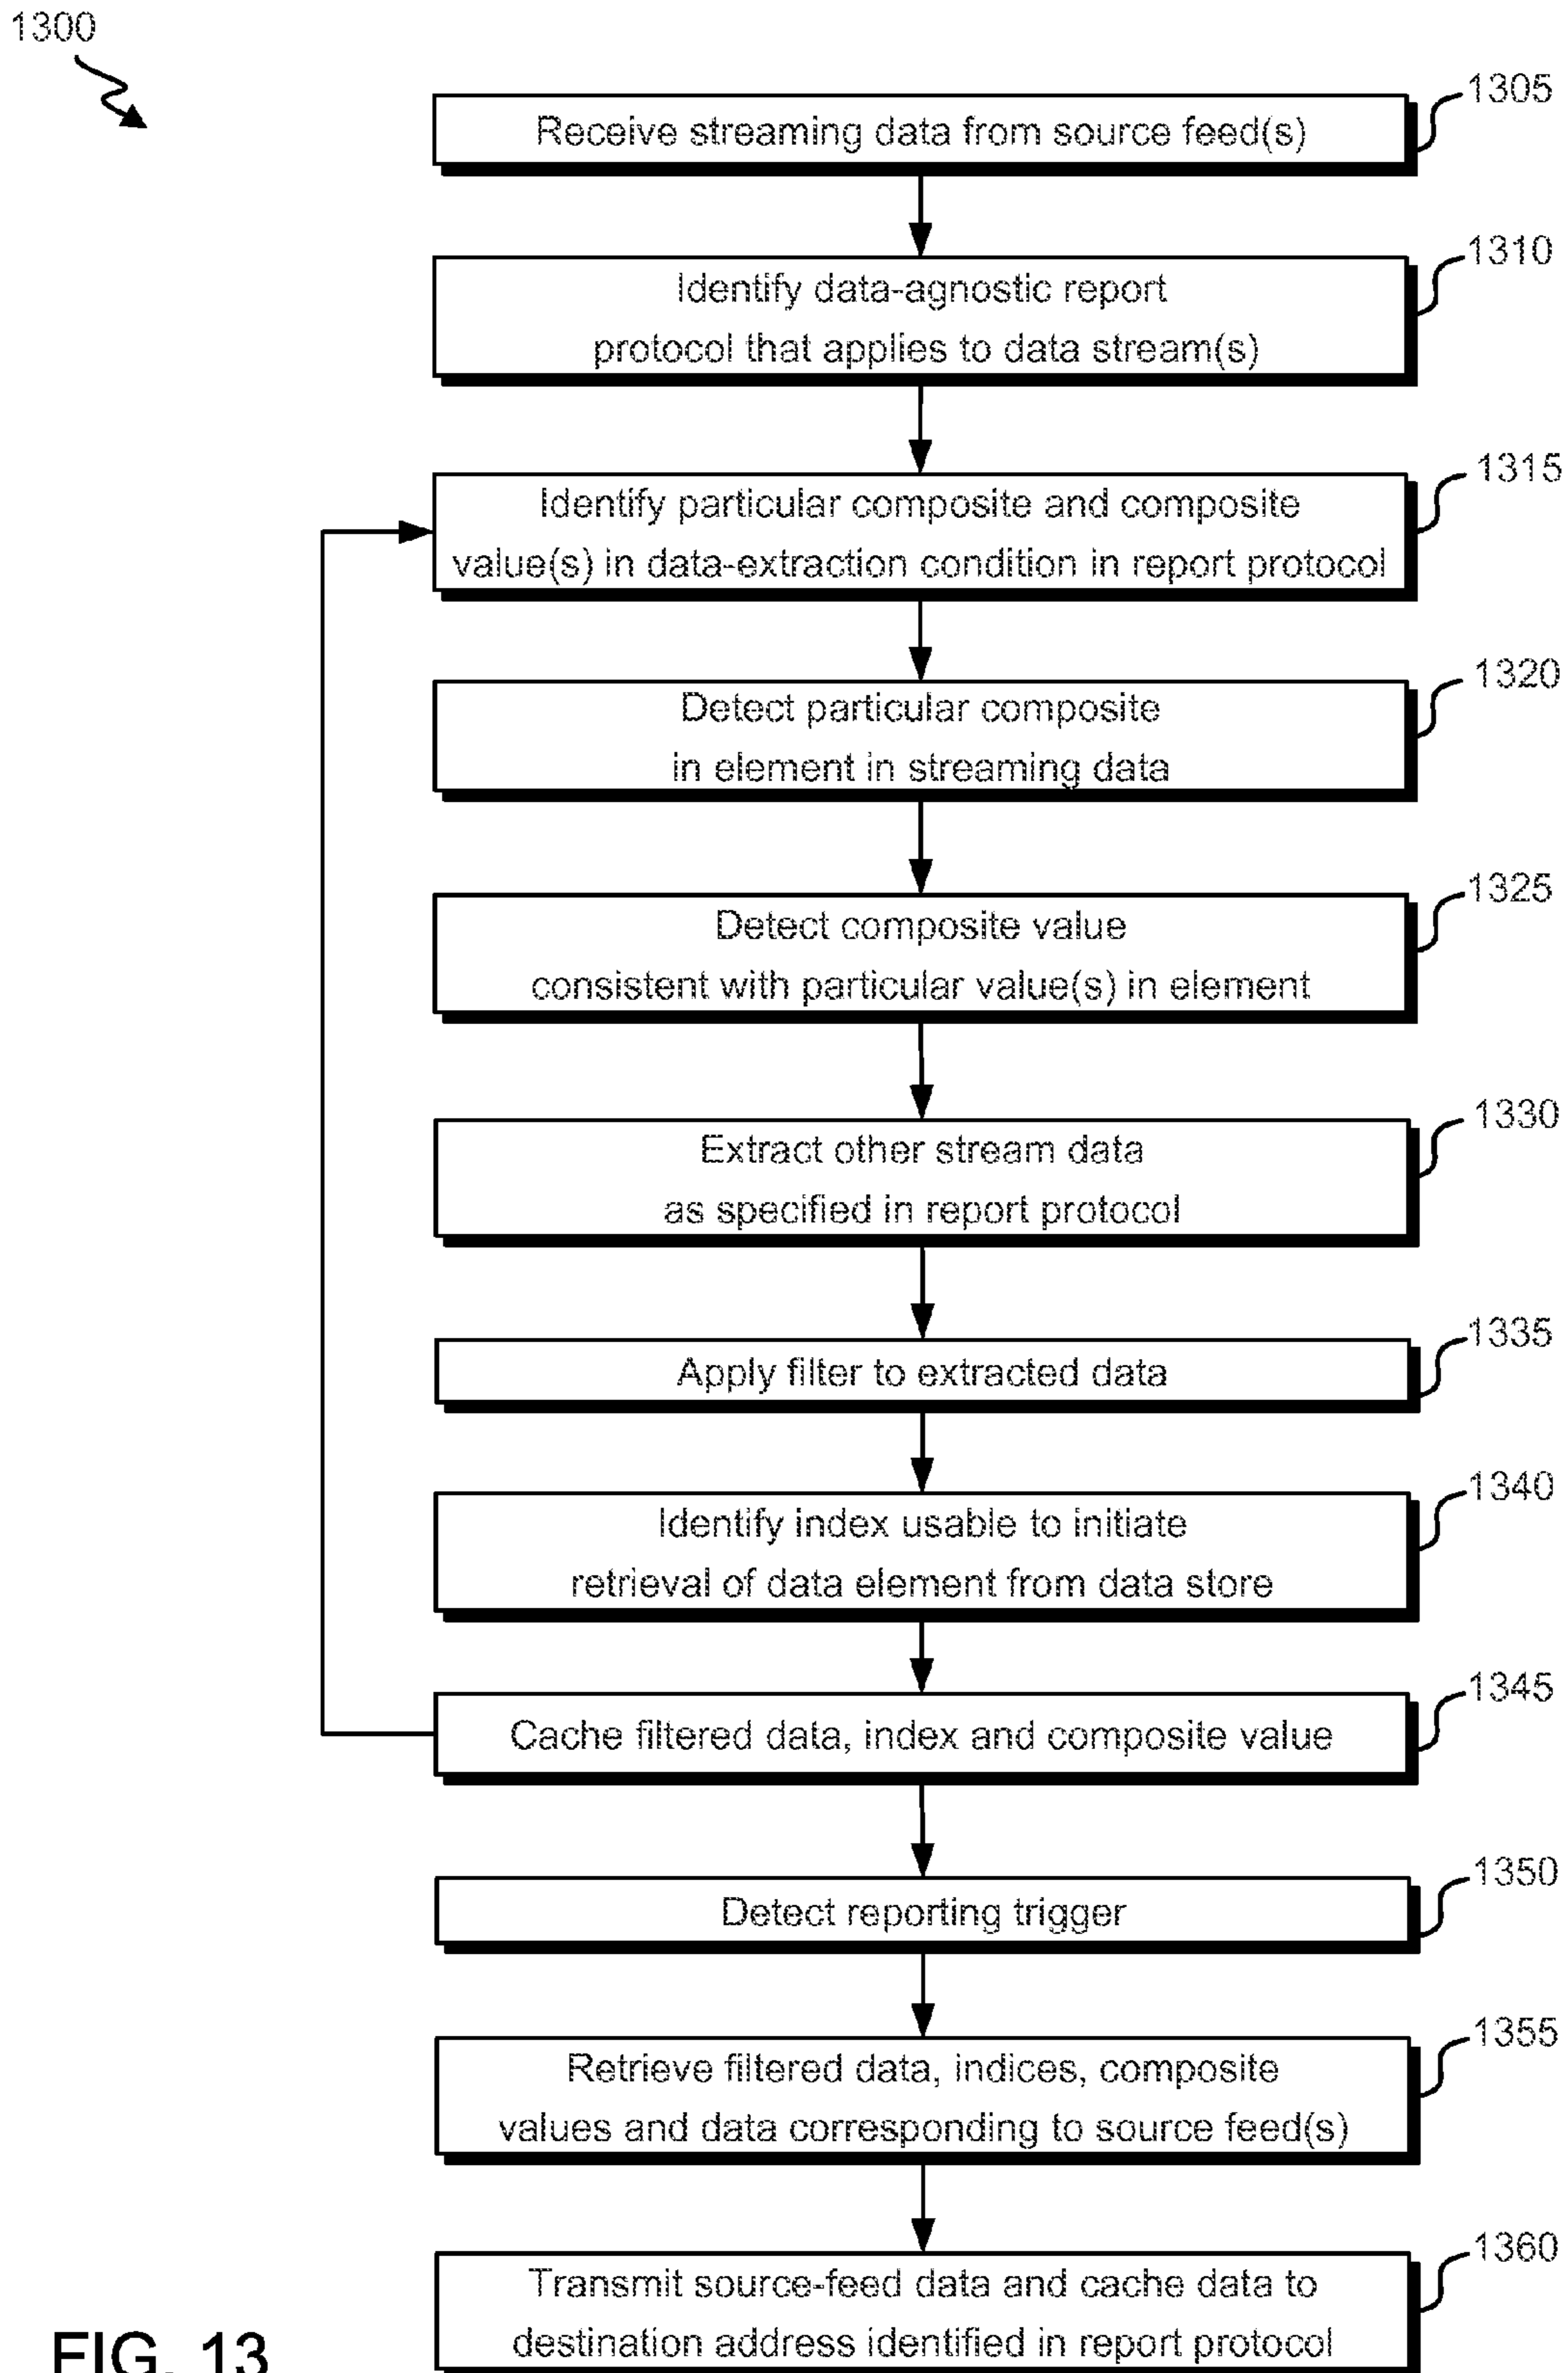 1300
1305
Receive streaming data from source feed(s)
1310
Identify data-agnostic report
protocol that applies to data stream(s)
1315
Identify particular composite and composite
value(s) in data-extraction condition in report protocol
1320
Detect particular composite
in element in streaming data
1325
Detect composite value
consistent with particular value(s) in element
1330
Extract other stream data
as specified in report protocol
1335
Apply filter to extracted data
1340
Identify index usable to initiate
retrieval of data element from data store
1345
Cache filtered data, index and composite value
1350
Detect reporting trigger
1355
Retrieve filtered data, indices, composite
values and data corresponding to source feed(s)
1360
Transmit source-feed data and cache data to
destination address identified in report protocol
FIG. 13